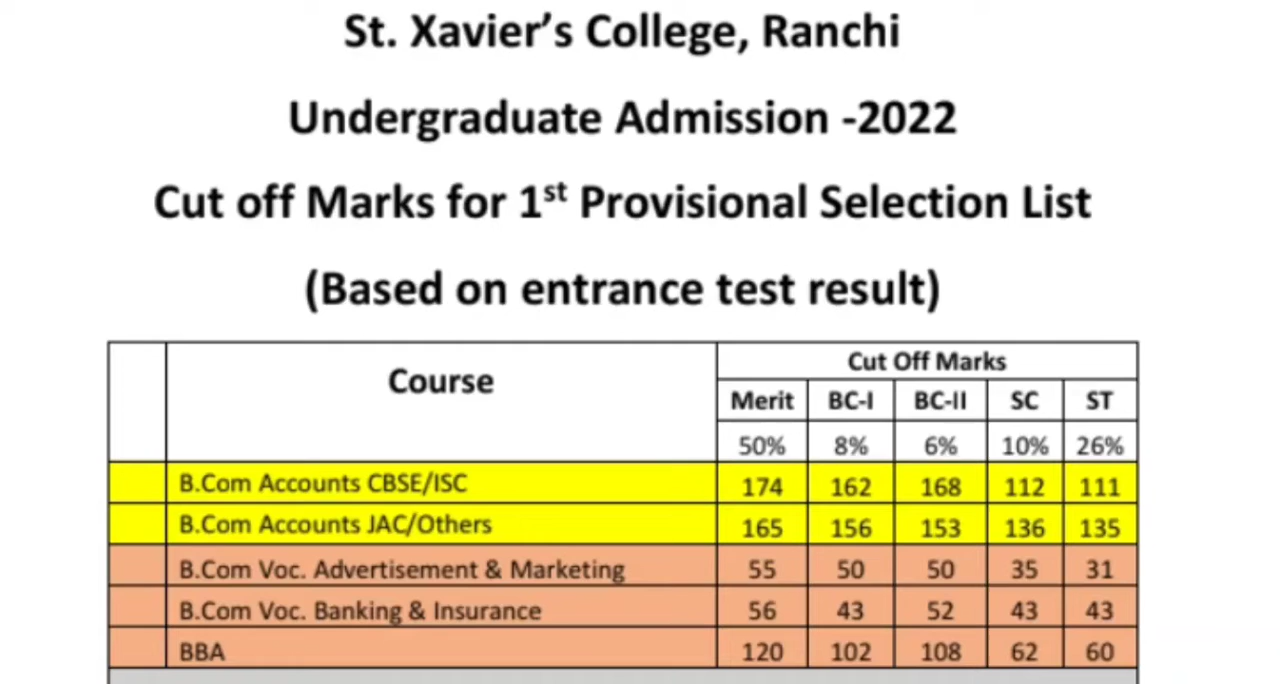 St. Xavier’s College, Ranchi
Undergraduate Admission -2022
Cut off Marks for 1st Provisional Selection List
(Based on entrance test result)
Course
Cut Off Marks
Merit BC-I BC-II SC ST
50% 8% 6% 10% 26%
B.Com Accounts CBSE/ISC 174 162 168 112 111
B.Com Accounts JAC/Others 165 156 153 136 135
B.Com Voc. Advertisement & Marketing 55 50 50 35 31
B.Com Voc. Banking & Insurance 56 43 52 43 43
BBA 120 102 108 62 60